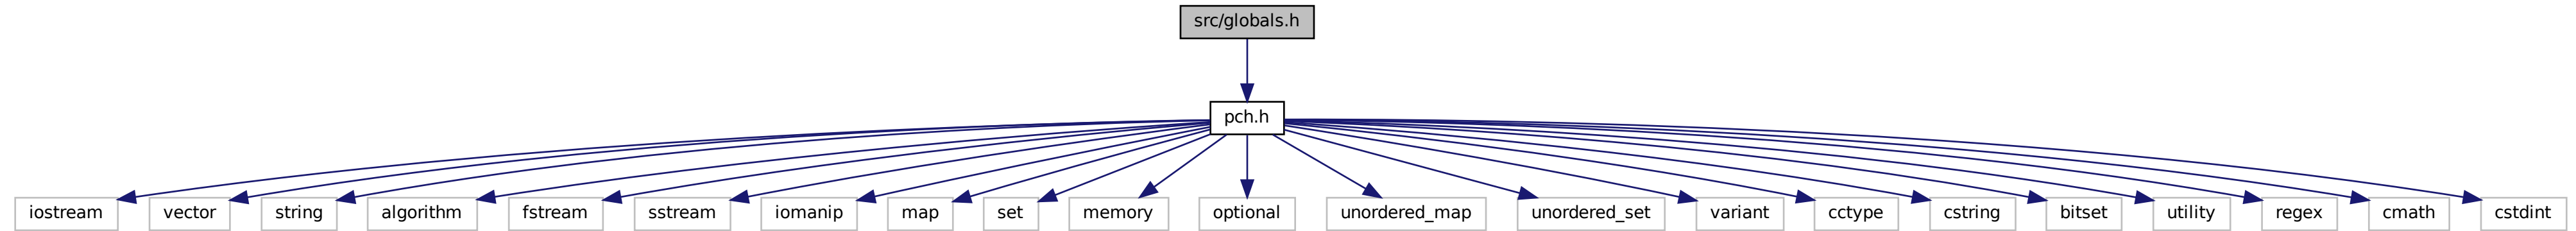 src/globals.h
pch.h
iostream
vector
string
algorithm
fstream
sstream
iomanip
map
set
memory
optional
unordered_map
unordered_set
variant
cctype
cstring
bitset
utility
regex
cmath
cstdint